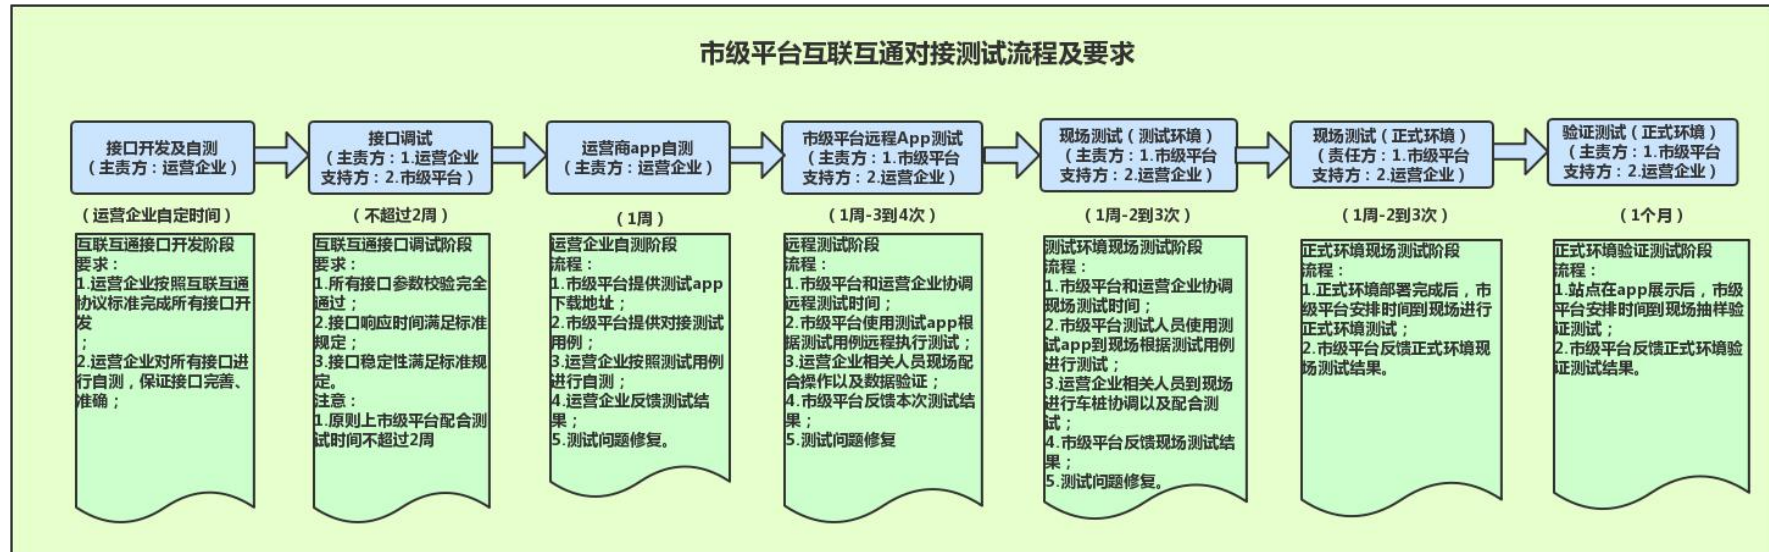 市级平台互联互通对接测试流程及要求
接口开发及自测
（主责方：运营企业）
接口调试
（主责方：1.运营企业
支持方：2.市级平台）
运营商app自测
（主责方：运营企业）
市级平台远程App测试
（主责方：1.市级平台
支持方：2.运营企业）
现场测试（测试环境）
（主责方：1.市级平台
支持方：2.运营企业）
现场测试（正式环境）
（责任方：1.市级平台
支持方：2.运营企业）
验证测试（正式环境）
（主责方：1.市级平台
支持方：2.运营企业）
（运营企业自定时间）
（不超过2周）
（1周）
（1周-3到4次）
（1周-2到3次）
（1周-2到3次）
（1个月）
互联互通接口开发阶段
要求：
1.运营企业按照互联互通
协议标准完成所有接口开
发
；
2.运营企业对所有接口进
行自测，保证接口完善、
准确；
互联互通接口调试阶段
要求：
1.所有接口参数校验完全
通过；
2.接口响应时间满足标准
规定；
3.接口稳定性满足标准规
定。
注意：
1.原则上市级平台配合测
试时间不超过2周
运营企业自测阶段
流程：
1.市级平台提供测试app
下载地址；
2.市级平台提供对接测试
用例；
3.运营企业按照测试用例
进行自测；
4.运营企业反馈测试结
果；
5.测试问题修复。
远程测试阶段
流程：
1.市级平台和运营企业协调
远程测试时间；
2.市级平台使用测试app根
据测试用例远程执行测试；
3.运营企业相关人员现场配
合操作以及数据验证；
4.市级平台反馈本次测试结
果；
5.测试问题修复
测试环境现场测试阶段
流程：
1.市级平台和运营企业协调
现场测试时间；
2.市级平台测试人员使用测
试app到现场根据测试用例
进行测试；
3.运营企业相关人员到现场
进行车桩协调以及配合测
试；
4.市级平台反馈现场测试结
果；
5.测试问题修复。
正式环境现场测试阶段
流程：
1.正式环境部署完成后，市
级平台安排时间到现场进行
正式环境测试；
2.市级平台反馈正式环境现
场测试结果。
正式环境验证测试阶段
流程：
1.站点在app展示后，市级
平台安排时间到现场抽样验
证测试；
2.市级平台反馈正式环境验
证测试结果。